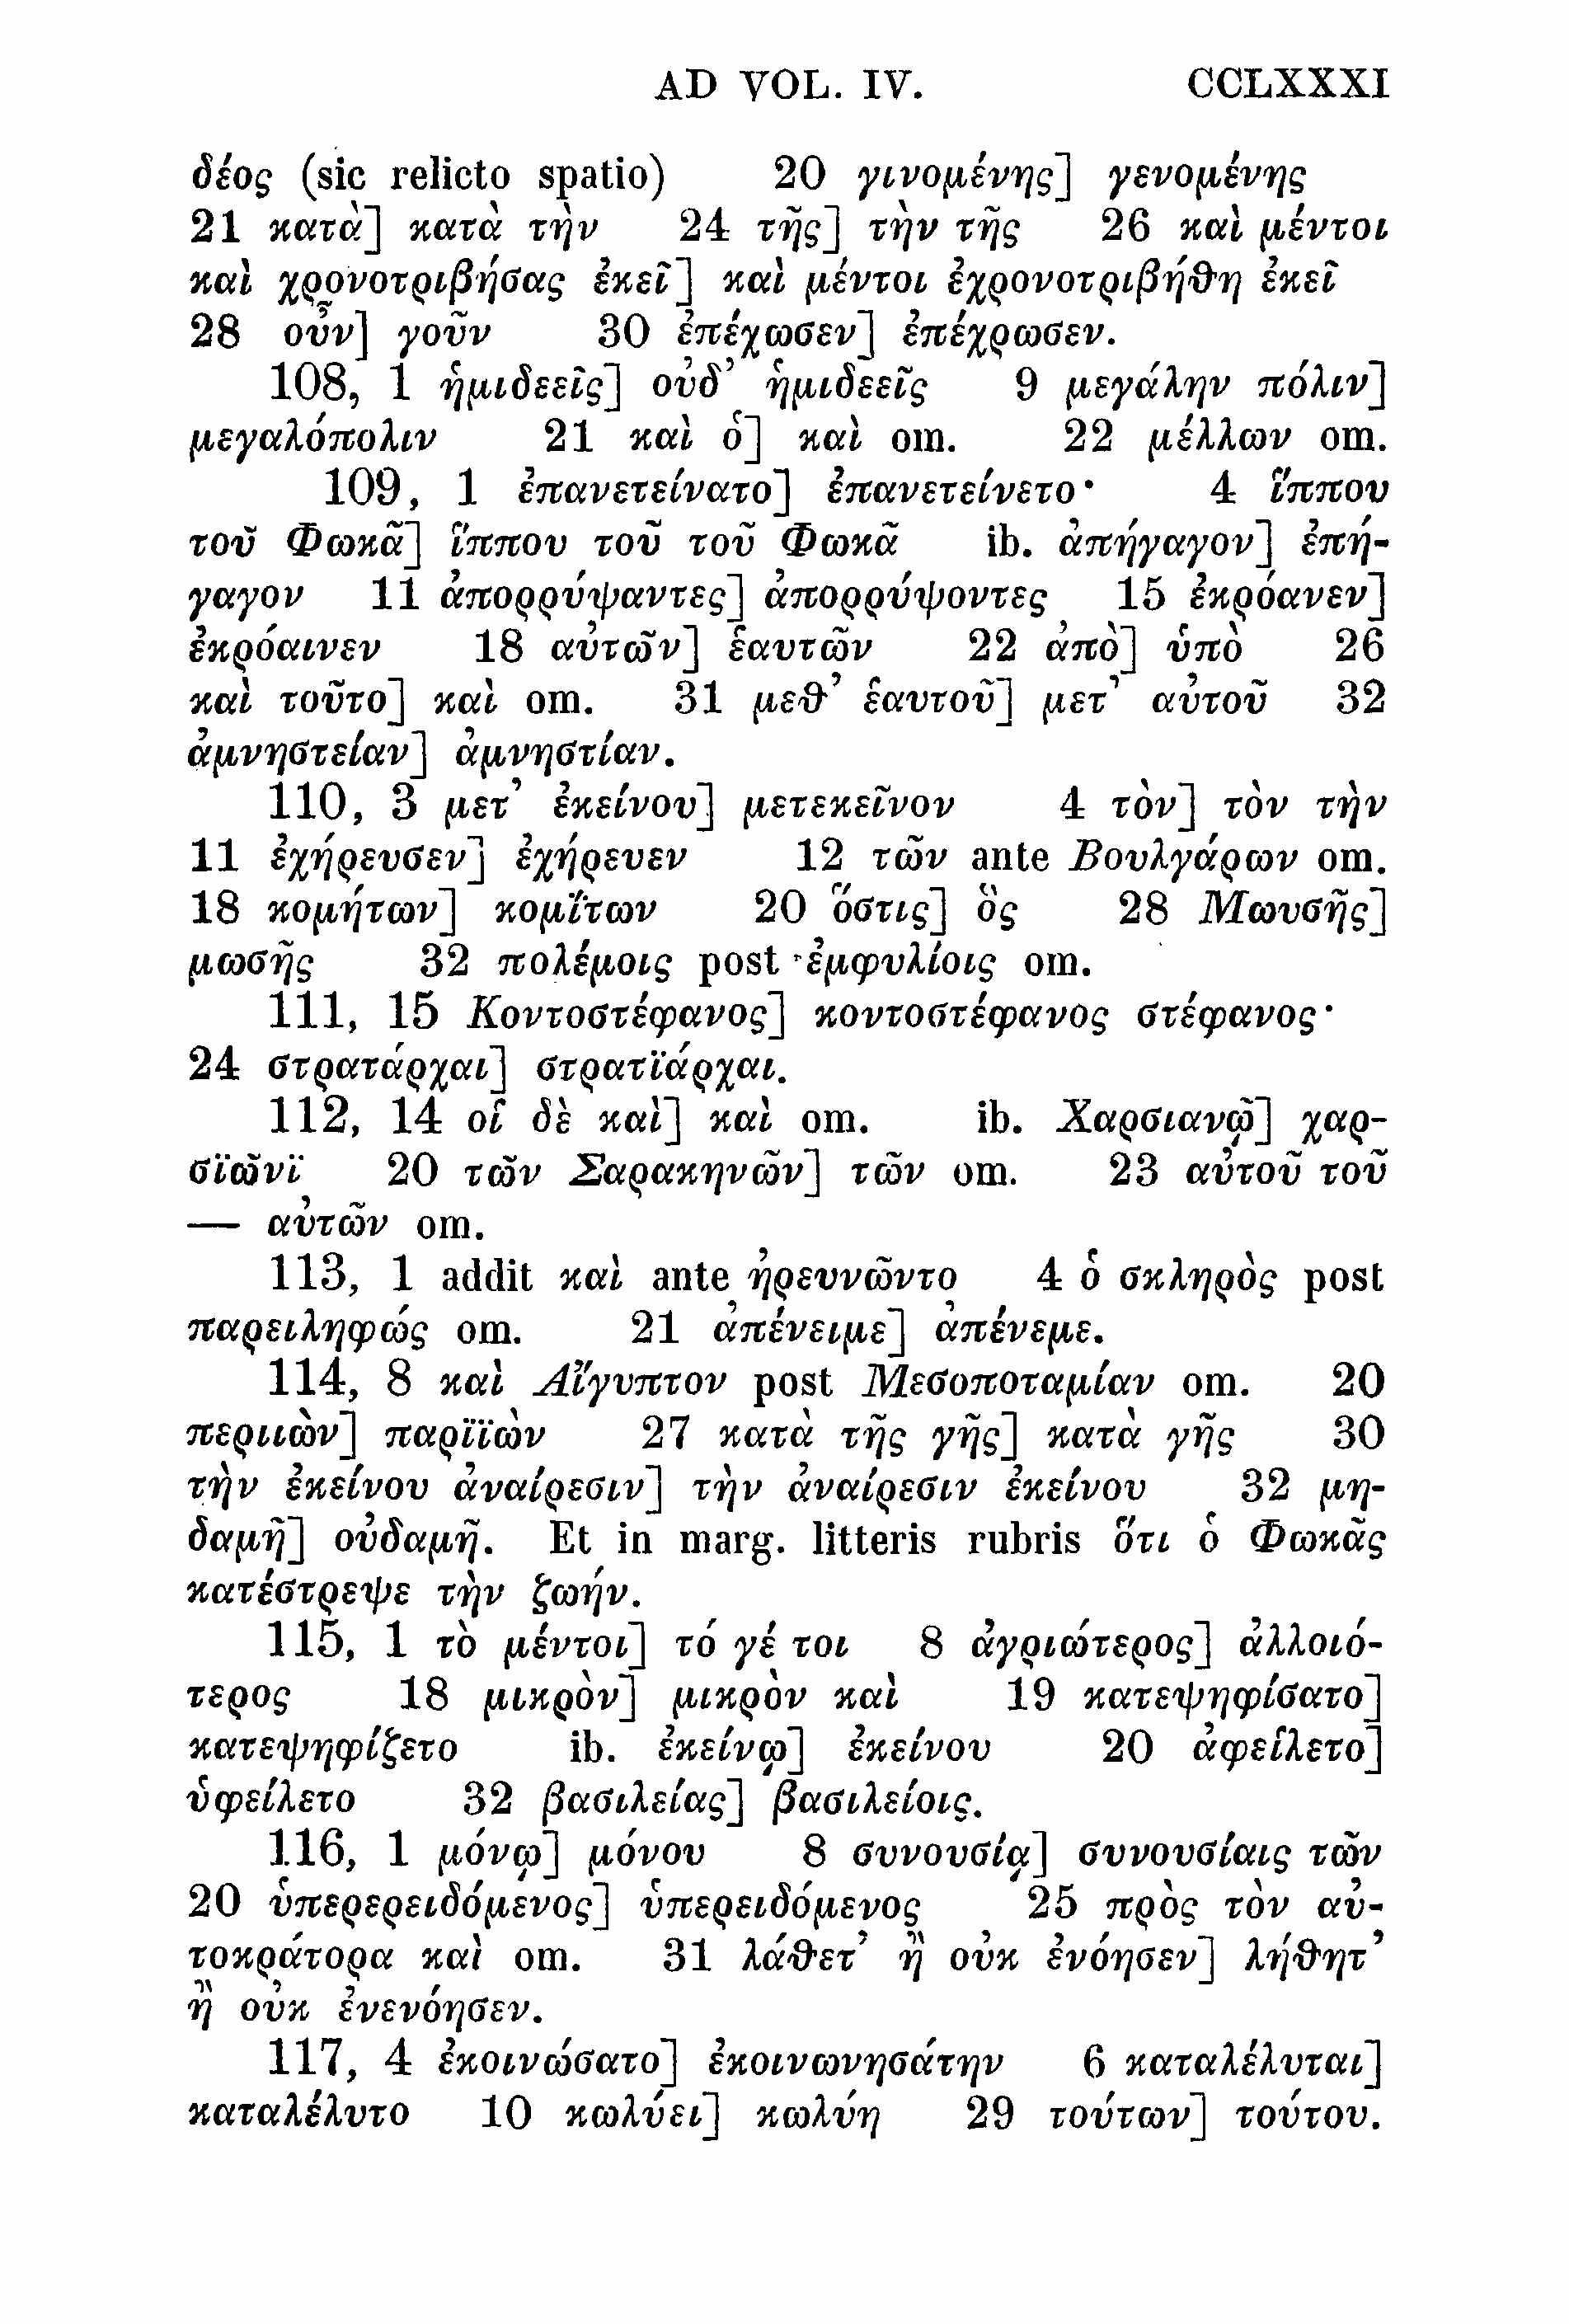 AD VOL. IV. CCLXXXI
δέος (sic relicto spatio) 20 γινομένης] γενομένης
21 κατὰ] κατὰ τὴν 24 τῆς] τὴν τῆς 26 καὶ μέντοι
καὶ χρονοτριβήσας ἐκεῖ] καὶ μέντοι ἐχρονοτριβήθη ἐκεῖ
28 οὖν] γοῦν 30 ἐπέχωσεν] ἐπέχρωσεν.
108, 1 ἡμιδεεῖς] οὐδ’ ἡμιδεεῖς 9 μεγάλην πόλιν]
μεγαλόπολιν 21 καὶ ὁ] καὶ om. 22 μέλλων om.
109, 1 ἐπανετείνατο] ἐπανετείνετο· 4 ἵππου
τοῦ Φωκᾶ] ἵππου τοῦ τοῦ Φωκᾶ ib. ἀπήγαγον] ἐπή-
γαγον 11 ἀπορρύψαντες] ἀπορρύψοντες 15 ἐκρόανεν]
ἐκρόαινεν 18 αὐτῶν] ἑαυτῶν 22 ἀπὸ] ὑπὸ 26
καὶ τοῦτο] καὶ om. 31 μεθ’ ἑαυτοῦ] μετ’ αὐτοῦ 32
ἀμνηστείαν] ἀμνηστίαν.
110, 3 μετ’ ἐκείνου] μετεκεῖνον 4 τὸν] τὸν τὴν
11 ἐχήρευσεν] ἐχήρευεν 12 τῶν ante Βουλγάρων om.
18 κομήτων] κομΐτων 20 ὅστις] ὃς 28 Μωυσῆς]
μωσῆς 32 πολέμοις post ἐμφυλίοις om.
111, 15 Κοντοστέφανος] κοντοστέφανος στέφανος·
24 στρατάρχαι] στρατϊάρχαι.
112, 14 οἵ δὲ καὶ] καὶ om. ib. Χαρσιανῷ] χαρ-
σϊῶνϊ 20 τῶν Σαρακηνῶν] τῶν om. 23 αὐτοῦ τοῦ
— αὐτῶν om.
113, 1 addit καὶ ante ἠρευνῶντο 4 ὁ σκληρὸς post
παρειληφώς om. 21 ἀπένειμε] ἀπένεμε.
114, 8 καὶ Αἴγυπτον post Μεσοποταμίαν om. 20
περιιὼν] παρϊϊὼν 27 κατὰ τῆς γῆς] κατὰ γῆς 30
τὴν ἐκείνου ἀναίρεσιν] τὴν ἀναίρεσιν ἐκείνου 32 μη-
δαμῆ] οὐδαμῆ. Et in marg. litteris rubris ὅτι ὁ Φωκᾶς
κατέστρεψε τὴν ζωήν.
115, 1 τὸ μέντοι] τό γέ τοι 8 ἀγριώτερος] ἀλλοιό-
τερος 18 μικρὸν] μικρὸν καὶ 19 κατεψηφίσατο]
κατεψηφίζετο ib. ἐκείνῳ] ἐκείνου 20 ἀφείλετο]
ὑφείλετο 32 βασιλείας] βασιλείοις.
116, 1 μόνῳ] μόνου 8 συνουσίᾳ] συνουσίαις τῶν
20 ὑπερερειδόμενος] ὑπερειδόμενος 25 πρὸς τὸν αὐ-
τοκράτορα καὶ om. 31 λάθετ’ ἢ οὐκ ἐνόησεν] λήθητ’
ἢ οὐκ ἐνενόησεν.
117, 4 ἐκοινώσατο] ἐκοινωνησάτην 6 καταλέλυται]
καταλέλυτο 10 κωλύει] κωλύη 29 τούτων] τούτου.